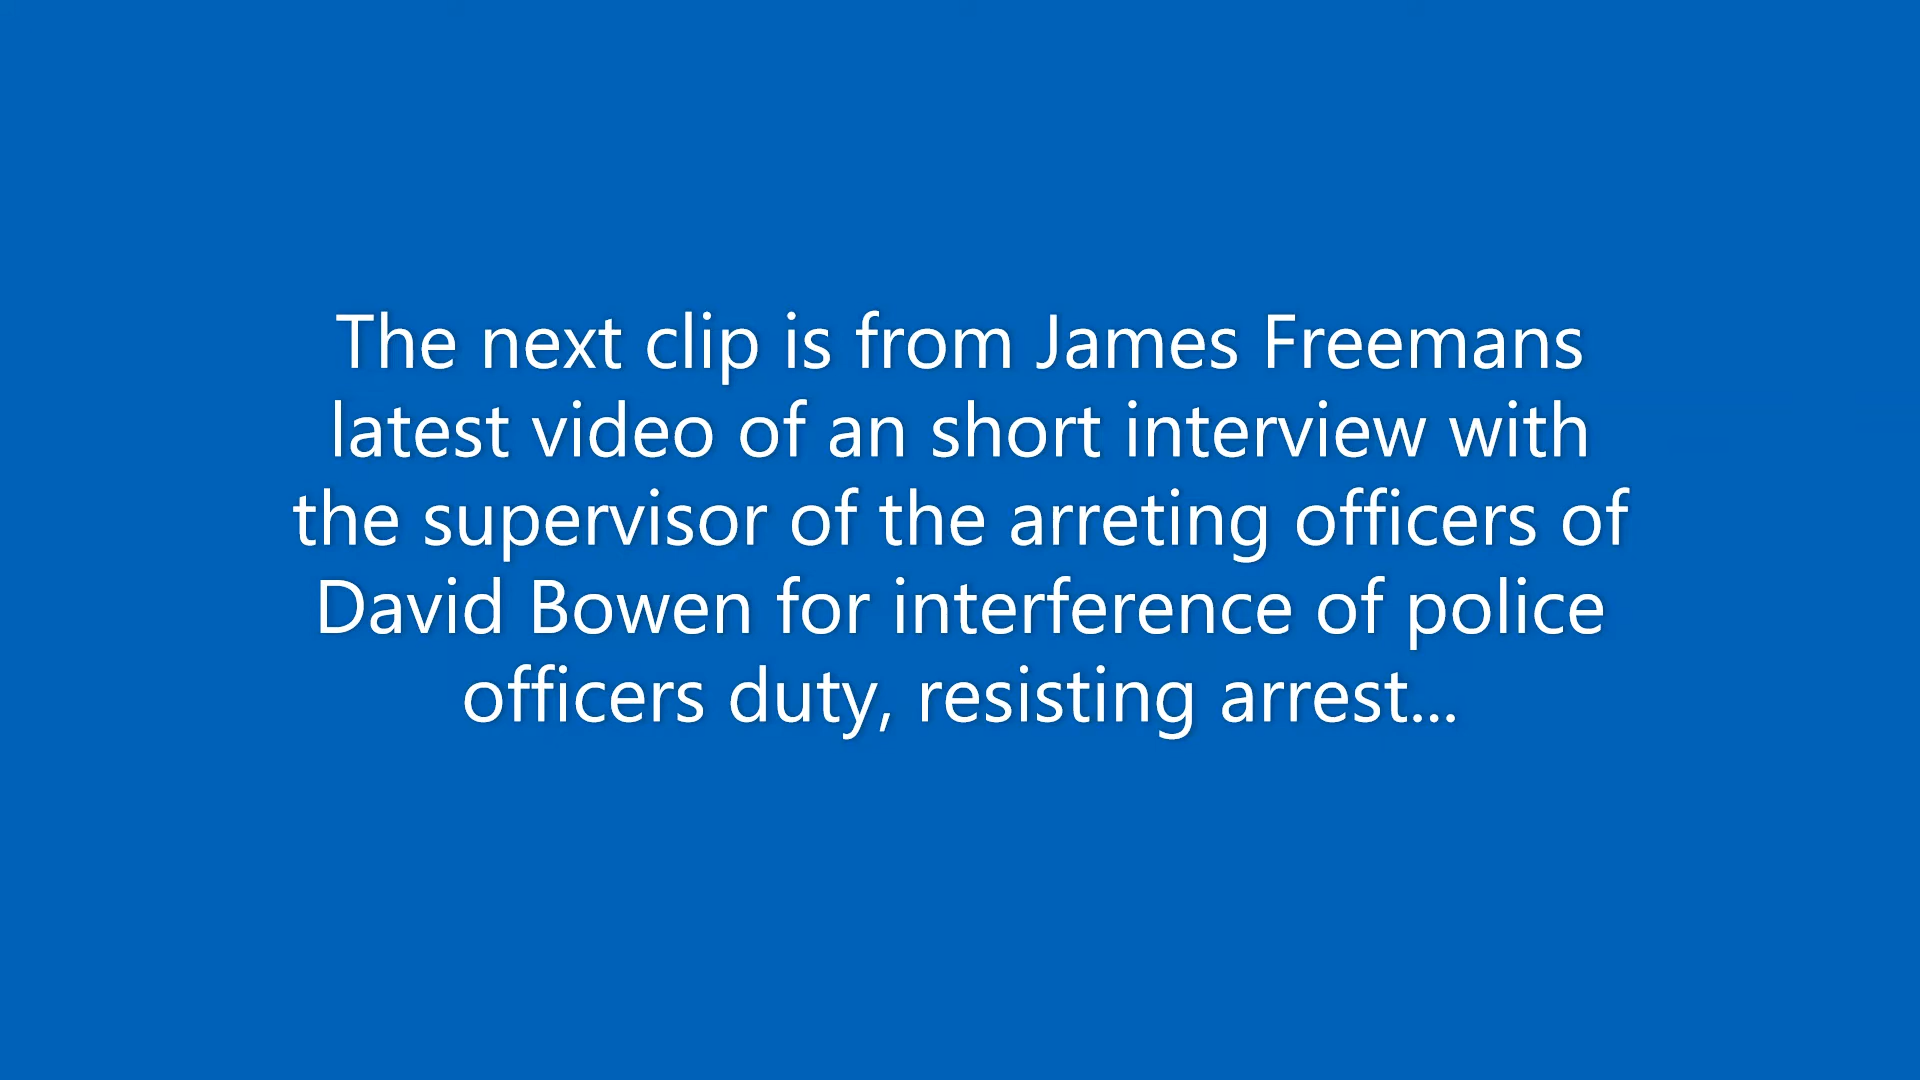 The next clip is from James Freemans
latest video of an short interview with
the supervisor of the arreting officers of
David Bowen for interference of police
officers duty, resisting arrest...